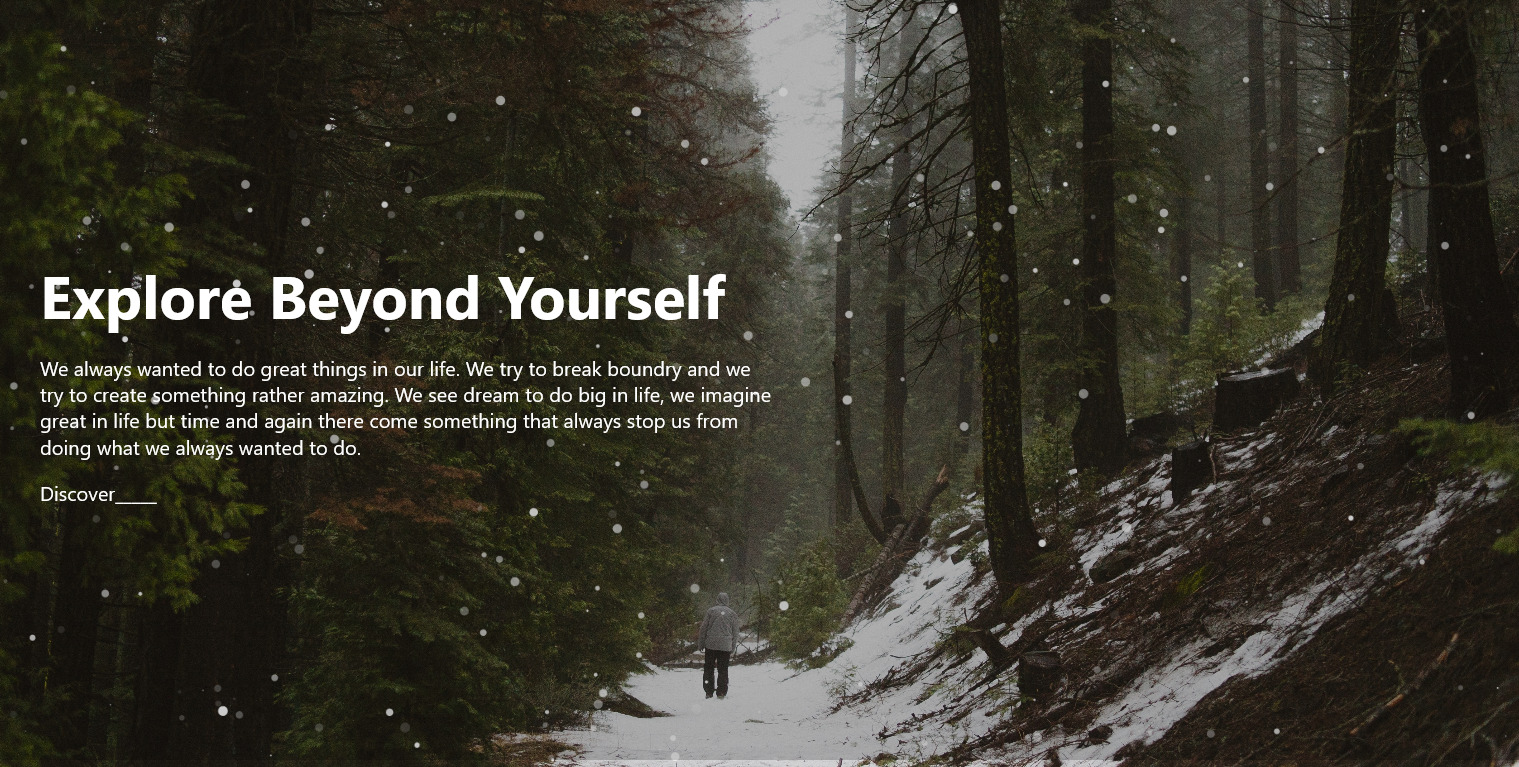 Explore Beyond Yourself
We always wanted to do great things in our life. We try to break boundry and we
try to create something rather amazing. We see dream to do big in life, we imagine
great in life but time and again there come something that always stop us from
doing what we always wanted to do.
Discover_____